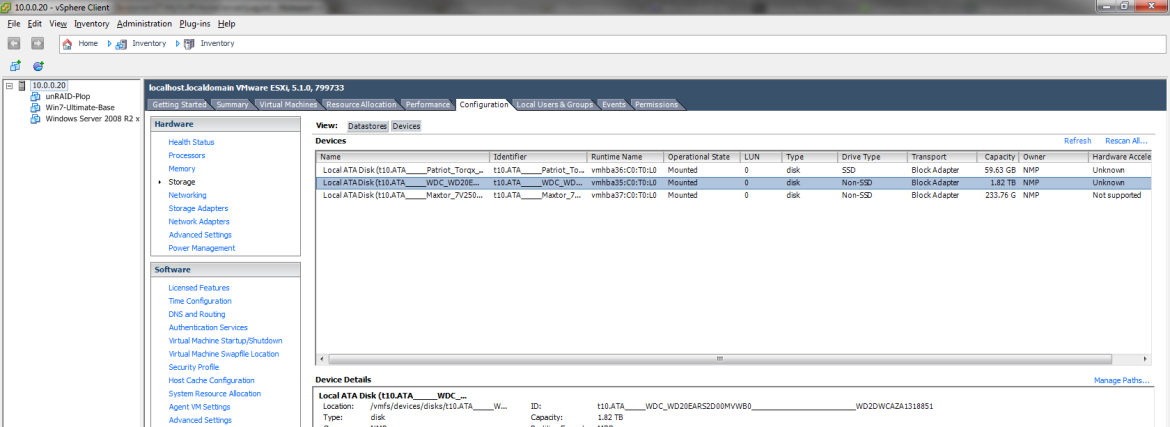 10.0.0.20 - vSphere Client
File Edit View Inventory Administration Plug-ins Help
Home Inventory Inventory
10.0.0.20
unRAID-Plop
Win7-Ultimate-Base
Windows Server 2008 R2 x
localhost.localdomain VMware ESXi, 5.1.0, 799733
Getting Started Summary Virtual Machines Resource Allocation Performance Configuration Local Users & Groups Events Permissions
Hardware
Health Status
Processors
Memory
Storage
Networking
Storage Adapters
Network Adapters
Advanced Settings
Power Management
Software
Licensed Features
Time Configuration
DNS and Routing
Authentication Services
Virtual Machine Startup/Shutdown
Virtual Machine Swapfile Location
Security Profile
Host Cache Configuration
System Resource Allocation
Agent VM Settings
Advanced Settings
View: Datastores Devices
Devices Refresh Rescan All...
Name Identifier Runtime Name Operational State LUN Type Drive Type Transport Capacity Owner Hardware Accele
Local ATA Disk (t10.ATA_____Patriot_Torqx_... t10.ATA_____Patriot_To... vmhba36:C0:T0:L0 Mounted 0 disk SSD Block Adapter 59.63 GB NMP Unknown
Local ATA Disk (t10.ATA_____WDC_WD20E... t10.ATA_____WDC_WD... vmhba35:C0:T0:L0 Mounted 0 disk Non-SSD Block Adapter 1.82 TB NMP Unknown
Local ATA Disk (t10.ATA_____Maxtor_7V250... t10.ATA_____Maxtor_7... vmhba37:C0:T0:L0 Mounted 0 disk Non-SSD Block Adapter 233.76 G NMP Not supported
Device Details Manage Paths...
Local ATA Disk (t10.ATA_____WDC_...
Location: /vmfs/devices/disks/t10.ATA_____W... ID: t10.ATA_____WDC_WD20EARS2D00MVWB0_________________________WD2DWCAZA1318851
Type: disk Capacity: 1.82 TB